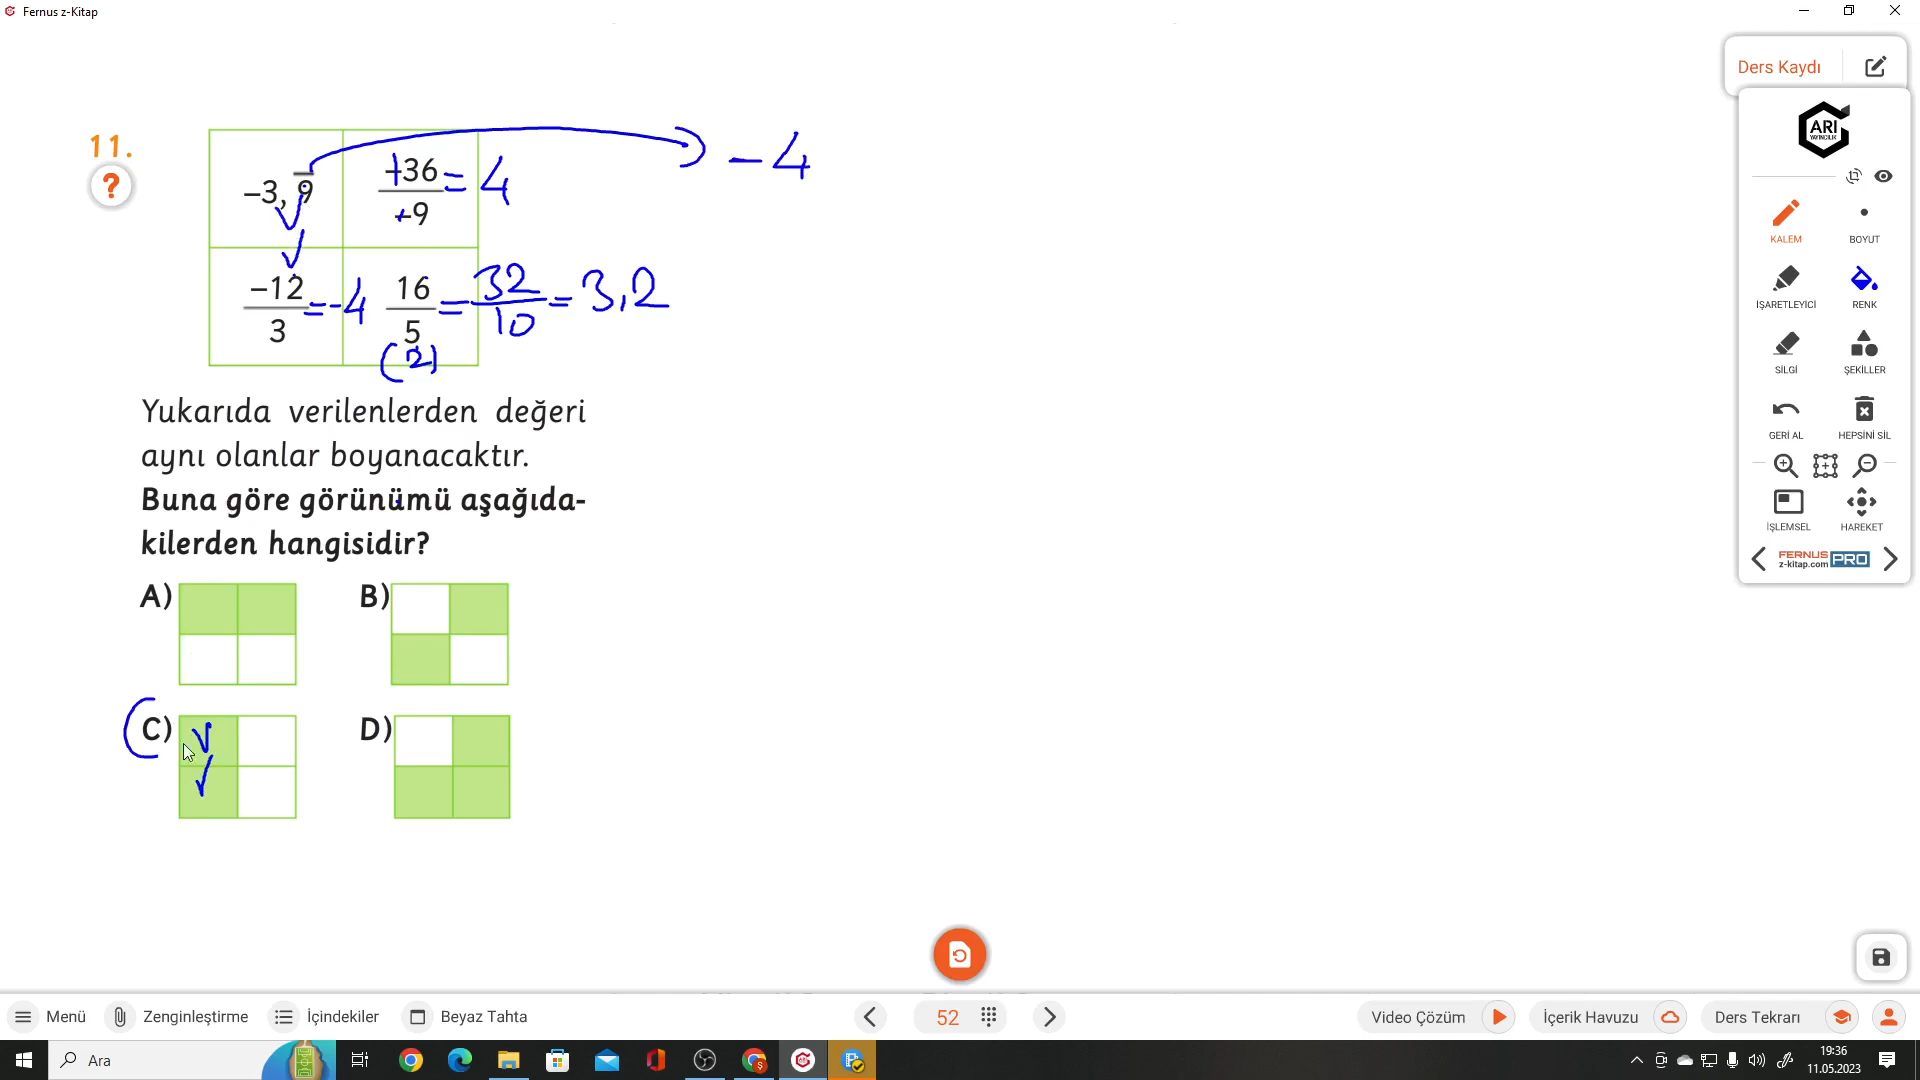 Fernus z-Kitap
Ders Kaydı
ARI
YAYINCILIK
11.
?
-3, 9̅
+36 = 4
+9
-4
-12 = -4
3
16 = 32 = 3,2
5 10
(2)
Yukarıda verilenlerden değeri
aynı olanlar boyanacaktır.
Buna göre görünümü aşağıda-
kilerden hangisidir?
A)
B)
C)
D)
KALEM
BOYUT
İŞARETLEYİCİ
RENK
SİLGİ
ŞEKİLLER
GERİ AL
HEPSİNİ SİL
İŞLEMSEL
HAREKET
FERNUS
z-kitap.com PRO
Menü
Zenginleştirme
İçindekiler
Beyaz Tahta
52
Video Çözüm
İçerik Havuzu
Ders Tekrarı
Ara
19:36
11.05.2023